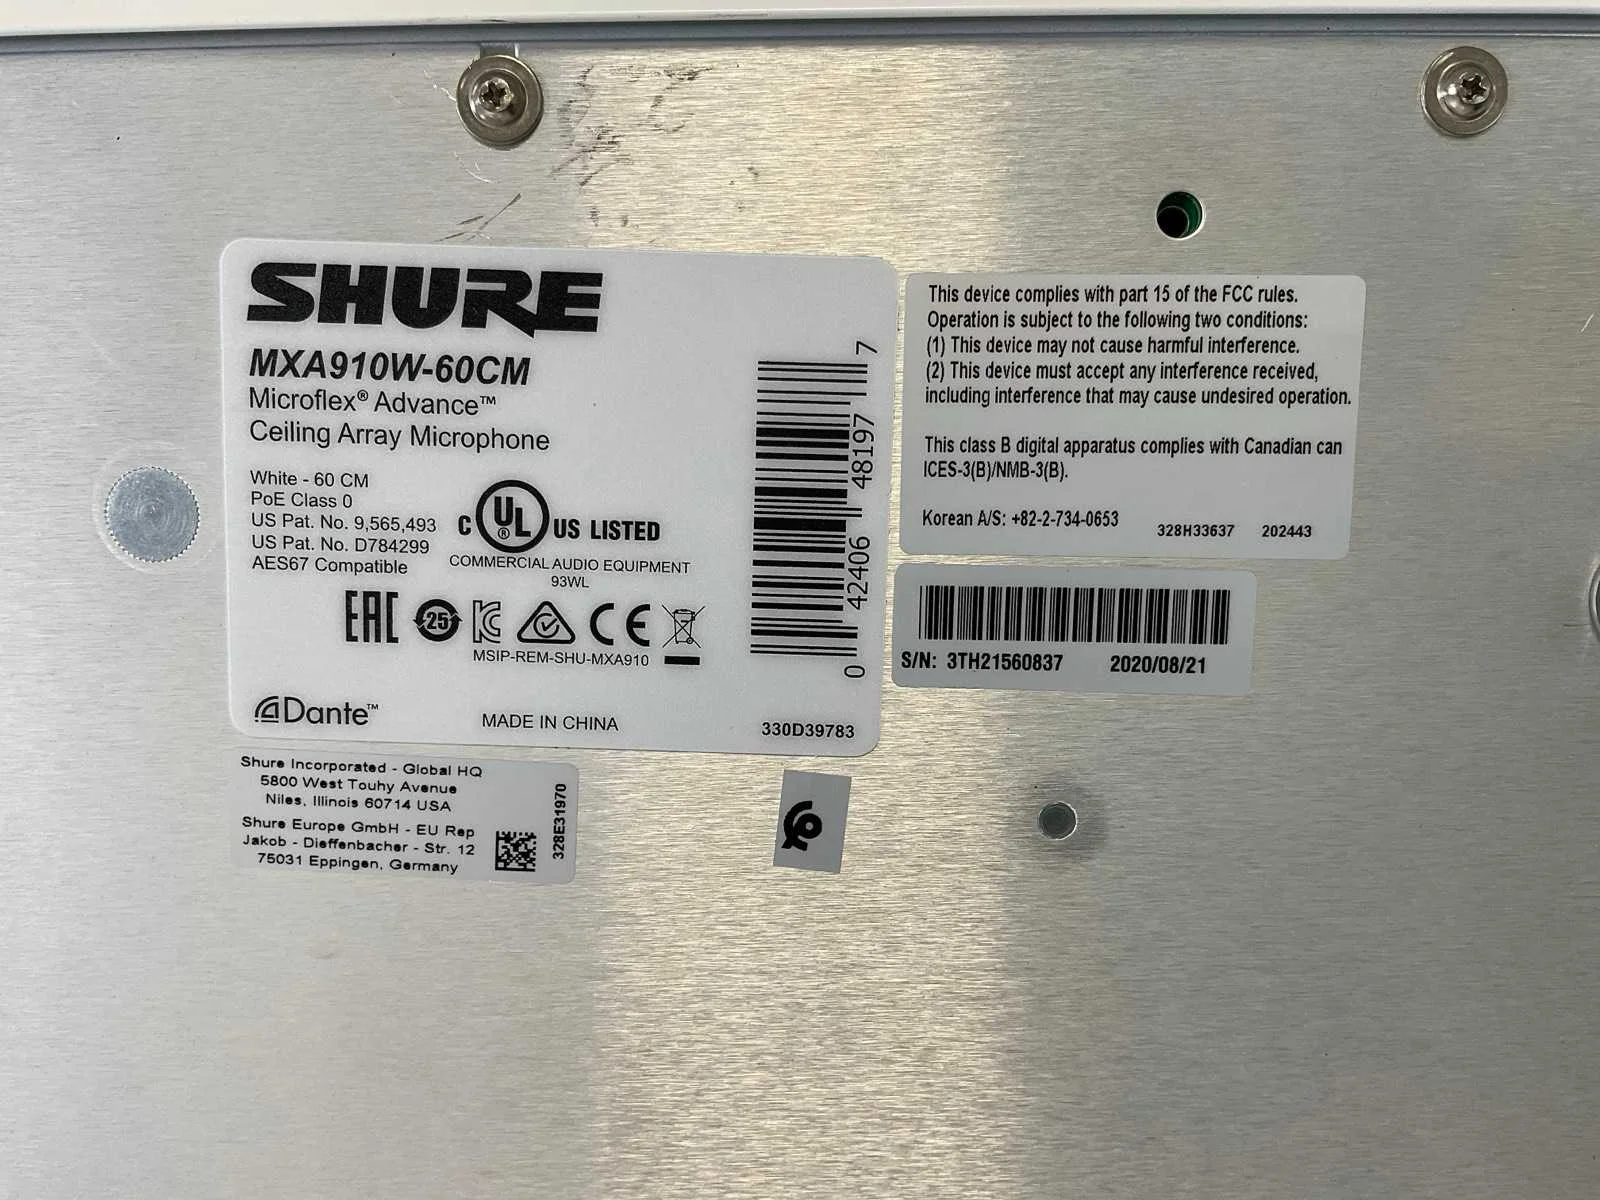 SHURE
MXA910W-60CM
Microflex® Advance™
Ceiling Array Microphone
White - 60 CM
PoE Class 0
US Pat. No. 9,565,493
US Pat. No. D784299
AES67 Compatible
C UL® US LISTED
COMMERCIAL AUDIO EQUIPMENT
93WL
EAC 25 KC CE
MSIP-REM-SHU-MXA910
Dante™
MADE IN CHINA
330D39783
0 42406 48197 7
This device complies with part 15 of the FCC rules.
Operation is subject to the following two conditions:
(1) This device may not cause harmful interference.
(2) This device must accept any interference received,
including interference that may cause undesired operation.
This class B digital apparatus complies with Canadian can
ICES-3(B)/NMB-3(B).
Korean A/S: +82-2-734-0653
328H33637 202443
S/N: 3TH21560837 2020/08/21
Shure Incorporated - Global HQ
5800 West Touhy Avenue
Niles, Illinois 60714 USA
Shure Europe GmbH - EU Rep
Jakob - Dieffenbacher - Str. 12
75031 Eppingen, Germany
328E31970